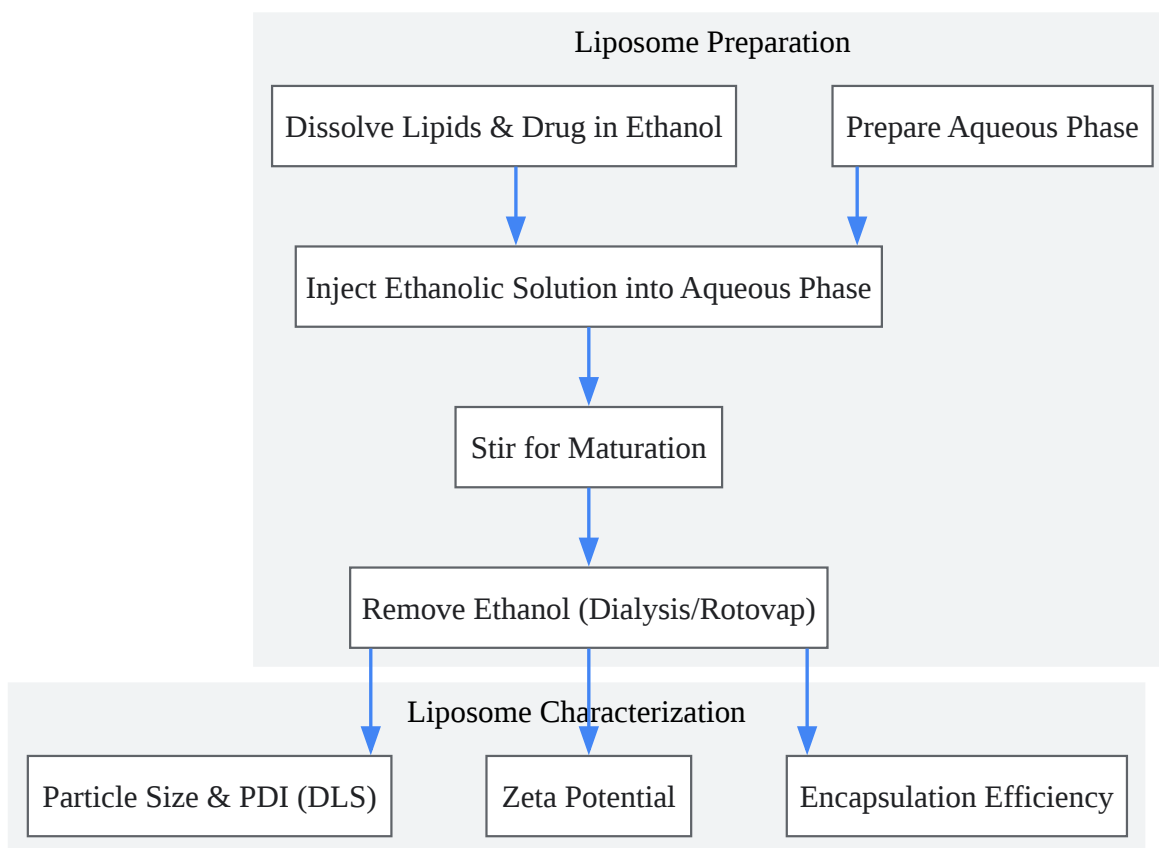 Liposome Preparation
Dissolve Lipids & Drug in Ethanol
Prepare Aqueous Phase
Inject Ethanolic Solution into Aqueous Phase
Stir for Maturation
Remove Ethanol (Dialysis/Rotovap)
Liposome Characterization
Particle Size & PDI (DLS)
Zeta Potential
Encapsulation Efficiency